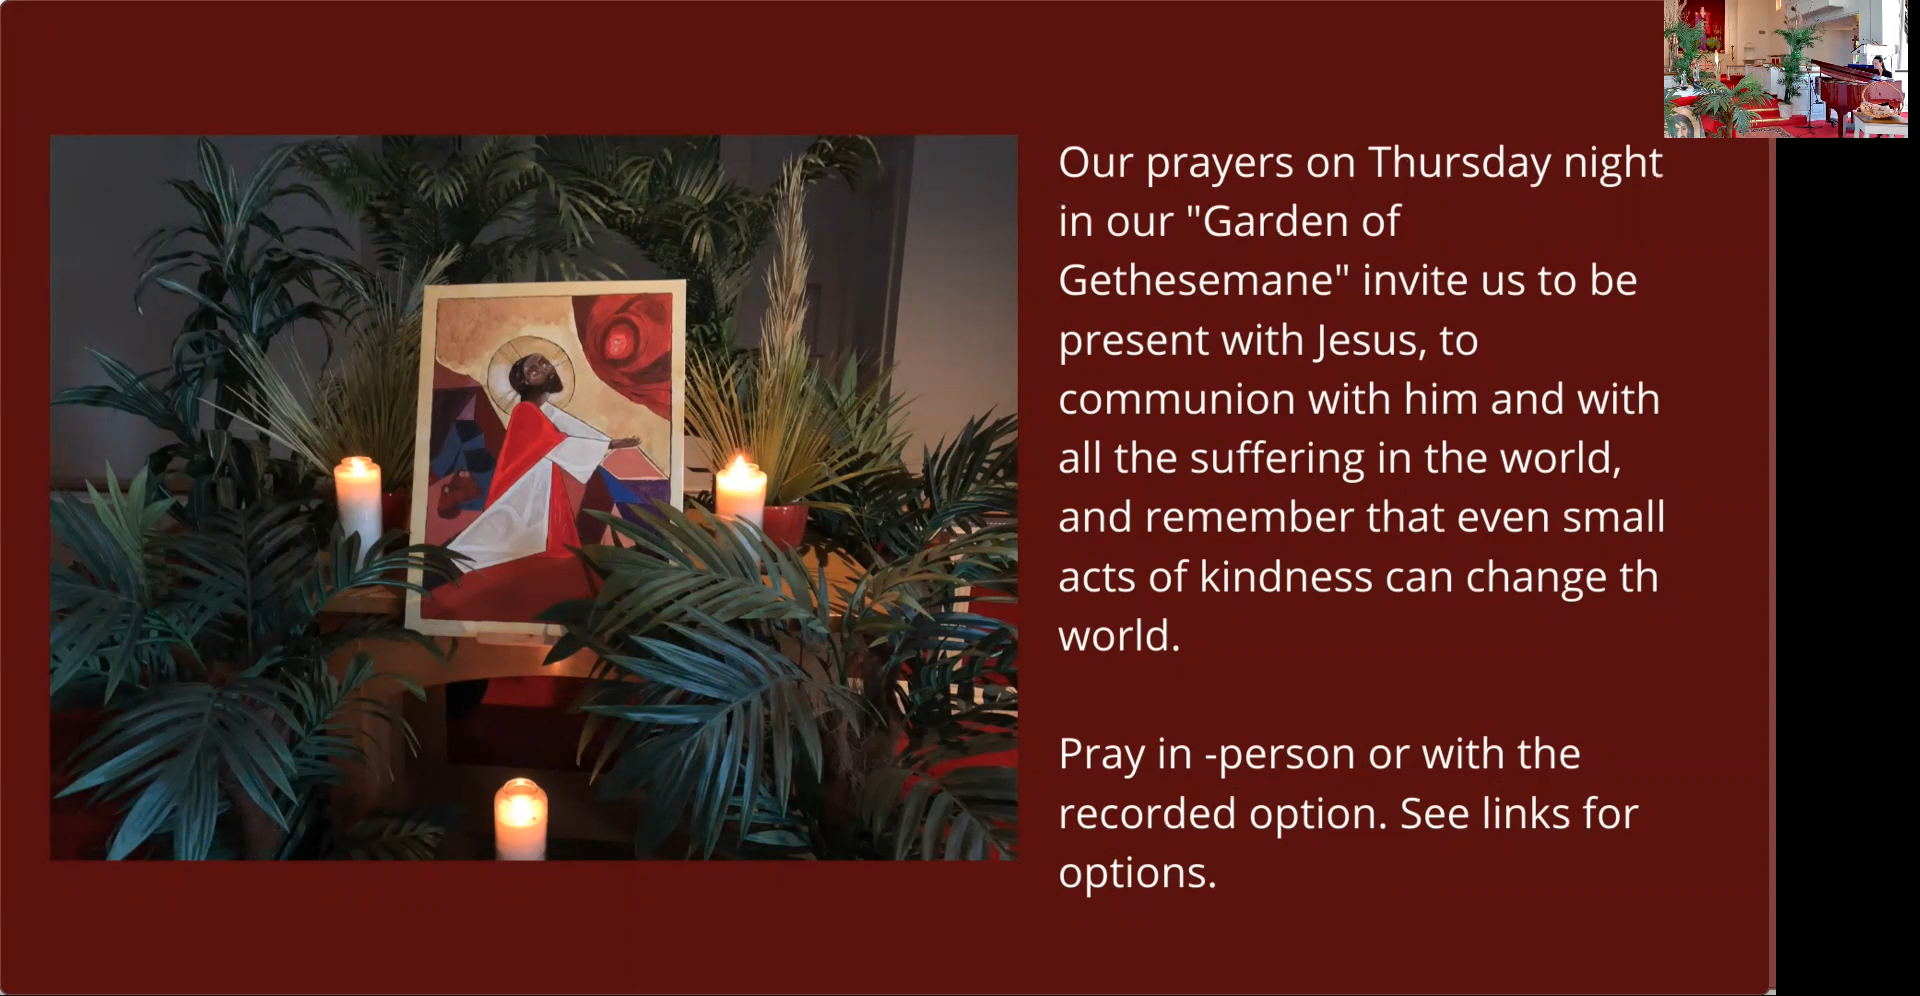 Our prayers on Thursday night
in our "Garden of
Gethesemane" invite us to be
present with Jesus, to
communion with him and with
all the suffering in the world,
and remember that even small
acts of kindness can change th
world.
Pray in -person or with the
recorded option. See links for
options.